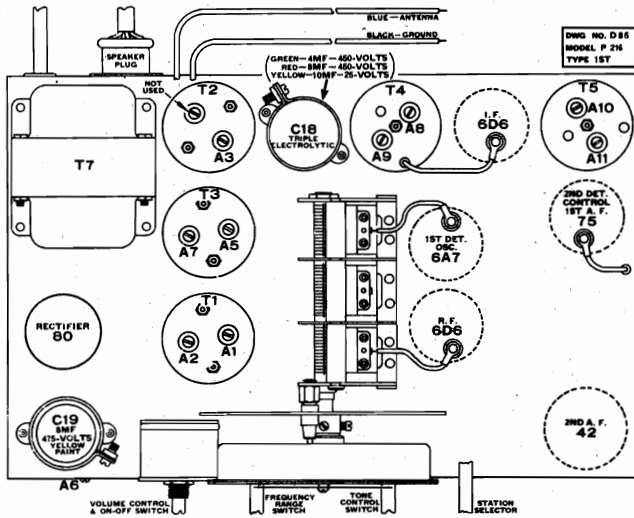 BLUE—ANTENNA
BLACK—GROUND
DWG NO. D86
MODEL P 216
TYPE 1ST
SPEAKER
PLUG
GREEN—4MF—450-VOLTS
RED—8MF—450-VOLTS
YELLOW—10MF—25-VOLTS
NOT
USED
T2
A3
C18
TRIPLE
ELECTROLYTIC
T4
A8
A9
I.F.
6D6
T5
A10
A11
T7
T3
A7
A5
1ST DET.
OSC.
6A7
2ND DET.
CONTROL
1ST A.F.
75
RECTIFIER
80
T1
A2
A1
R.F.
6D6
C19
8MF
475-VOLTS
YELLOW
PAINT
A6
2ND A.F.
42
VOLUME CONTROL
& ON-OFF SWITCH
FREQUENCY
RANGE
SWITCH
TONE
CONTROL
SWITCH
STATION
SELECTOR